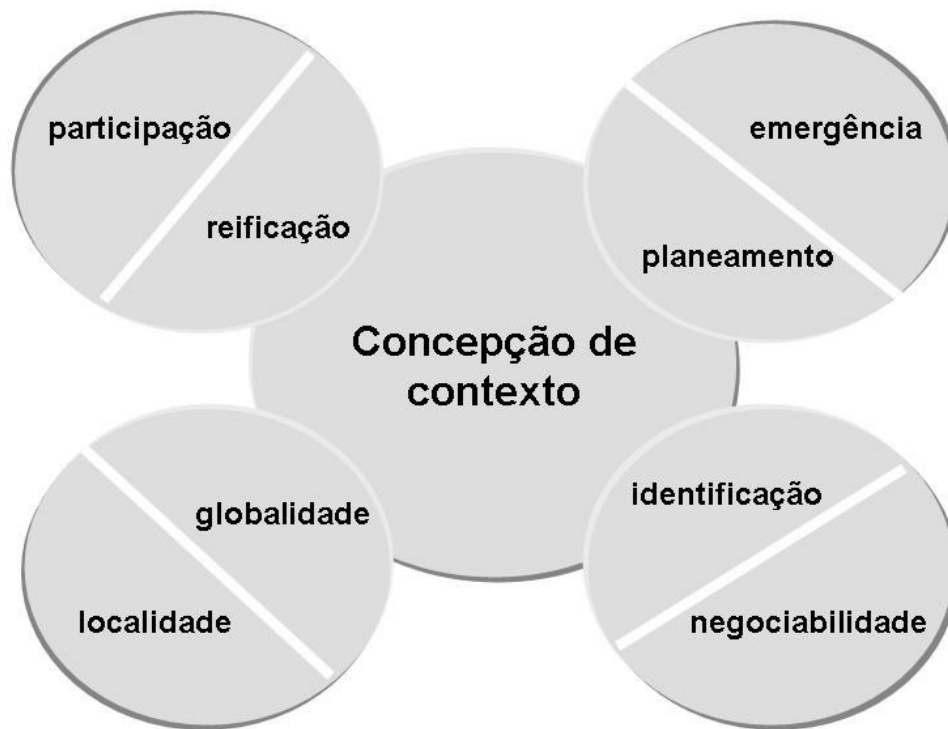 participação
reificação
emergência
planeamento
Concepção de
contexto
globalidade
localidade
identificação
negociabilidade